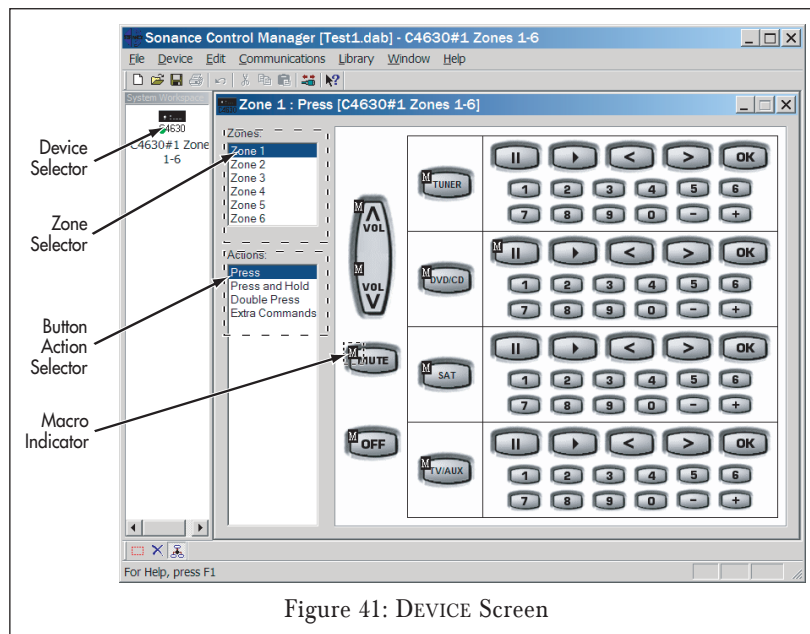 Sonance Control Manager [Test1.dab] - C4630#1 Zones 1-6
File Device Edit Communications Library Window Help
System Workspace
C4630
C4630#1 Zone
1-6
Zone 1 : Press [C4630#1 Zones 1-6]
Device
Selector
Zone
Selector
Button
Action
Selector
Macro
Indicator
Zones:
Zone 1
Zone 2
Zone 3
Zone 4
Zone 5
Zone 6
Actions:
Press
Press and Hold
Double Press
Extra Commands
M
VOL
M
VOL
M MUTE
M OFF
M TUNER
II < > OK
1 2 3 4 5 6
7 8 9 0 - +
M DVD/CD
M II < > OK
1 2 3 4 5 6
7 8 9 0 - +
M SAT
II < > OK
1 2 3 4 5 6
7 8 9 0 - +
M TV/AUX
II < > OK
1 2 3 4 5 6
7 8 9 0 - +
For Help, press F1
Figure 41: DEVICE Screen